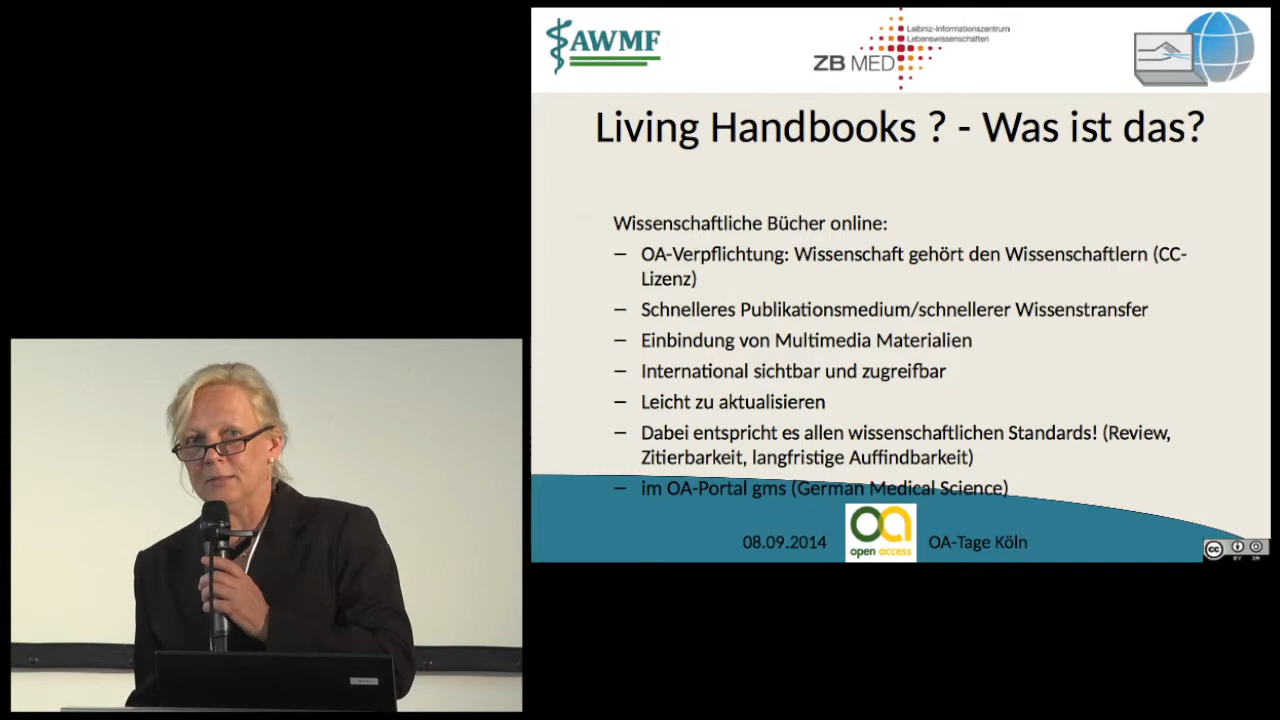 AWMF
Leibniz-Informationszentrum
Lebenswissenschaften
ZB MED
Living Handbooks ? - Was ist das?
Wissenschaftliche Bücher online:
– OA-Verpflichtung: Wissenschaft gehört den Wissenschaftlern (CC-
Lizenz)
– Schnelleres Publikationsmedium/schnellerer Wissenstransfer
– Einbindung von Multimedia Materialien
– International sichtbar und zugreifbar
– Leicht zu aktualisieren
– Dabei entspricht es allen wissenschaftlichen Standards! (Review,
Zitierbarkeit, langfristige Auffindbarkeit)
– im OA-Portal gms (German Medical Science)
08.09.2014
oa
open access
OA-Tage Köln
cc